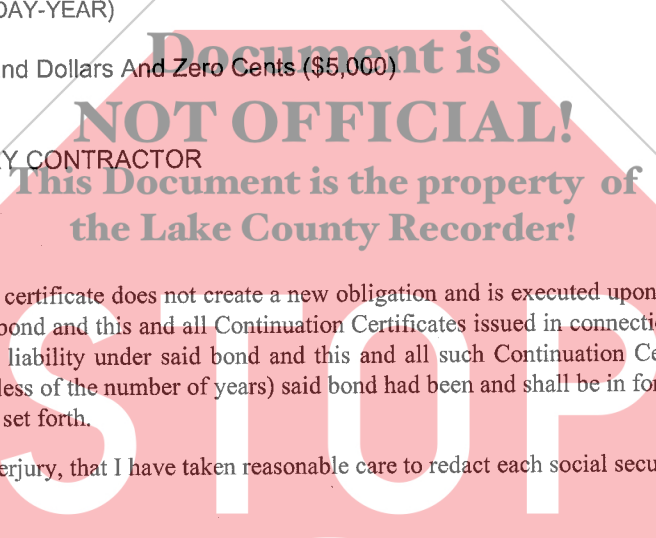 DAY-YEAR)
Document is
nd Dollars And Zero Cents ($5,000)
NOT OFFICIAL!
Y CONTRACTOR
This Document is the property of
the Lake County Recorder!
certificate does not create a new obligation and is executed upon
bond and this and all Continuation Certificates issued in connecti
liability under said bond and this and all such Continuation Ce
less of the number of years) said bond had been and shall be in for
set forth.
erjury, that I have taken reasonable care to redact each social secu
STOP